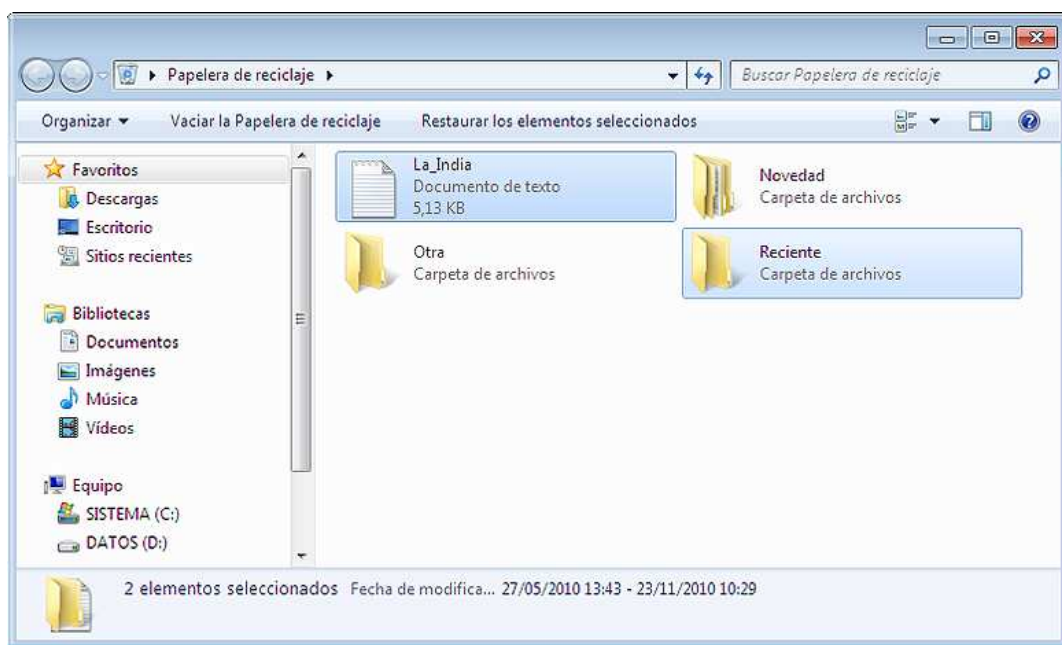 Papelera de reciclaje
Buscar Papelera de reciclaje
Organizar Vaciar la Papelera de reciclaje Restaurar los elementos seleccionados
Favoritos
Descargas
Escritorio
Sitios recientes
Bibliotecas
Documentos
Imágenes
Música
Vídeos
Equipo
SISTEMA (C:)
DATOS (D:)
La_India
Documento de texto
5,13 KB
Novedad
Carpeta de archivos
Otra
Carpeta de archivos
Reciente
Carpeta de archivos
2 elementos seleccionados Fecha de modifica... 27/05/2010 13:43 - 23/11/2010 10:29